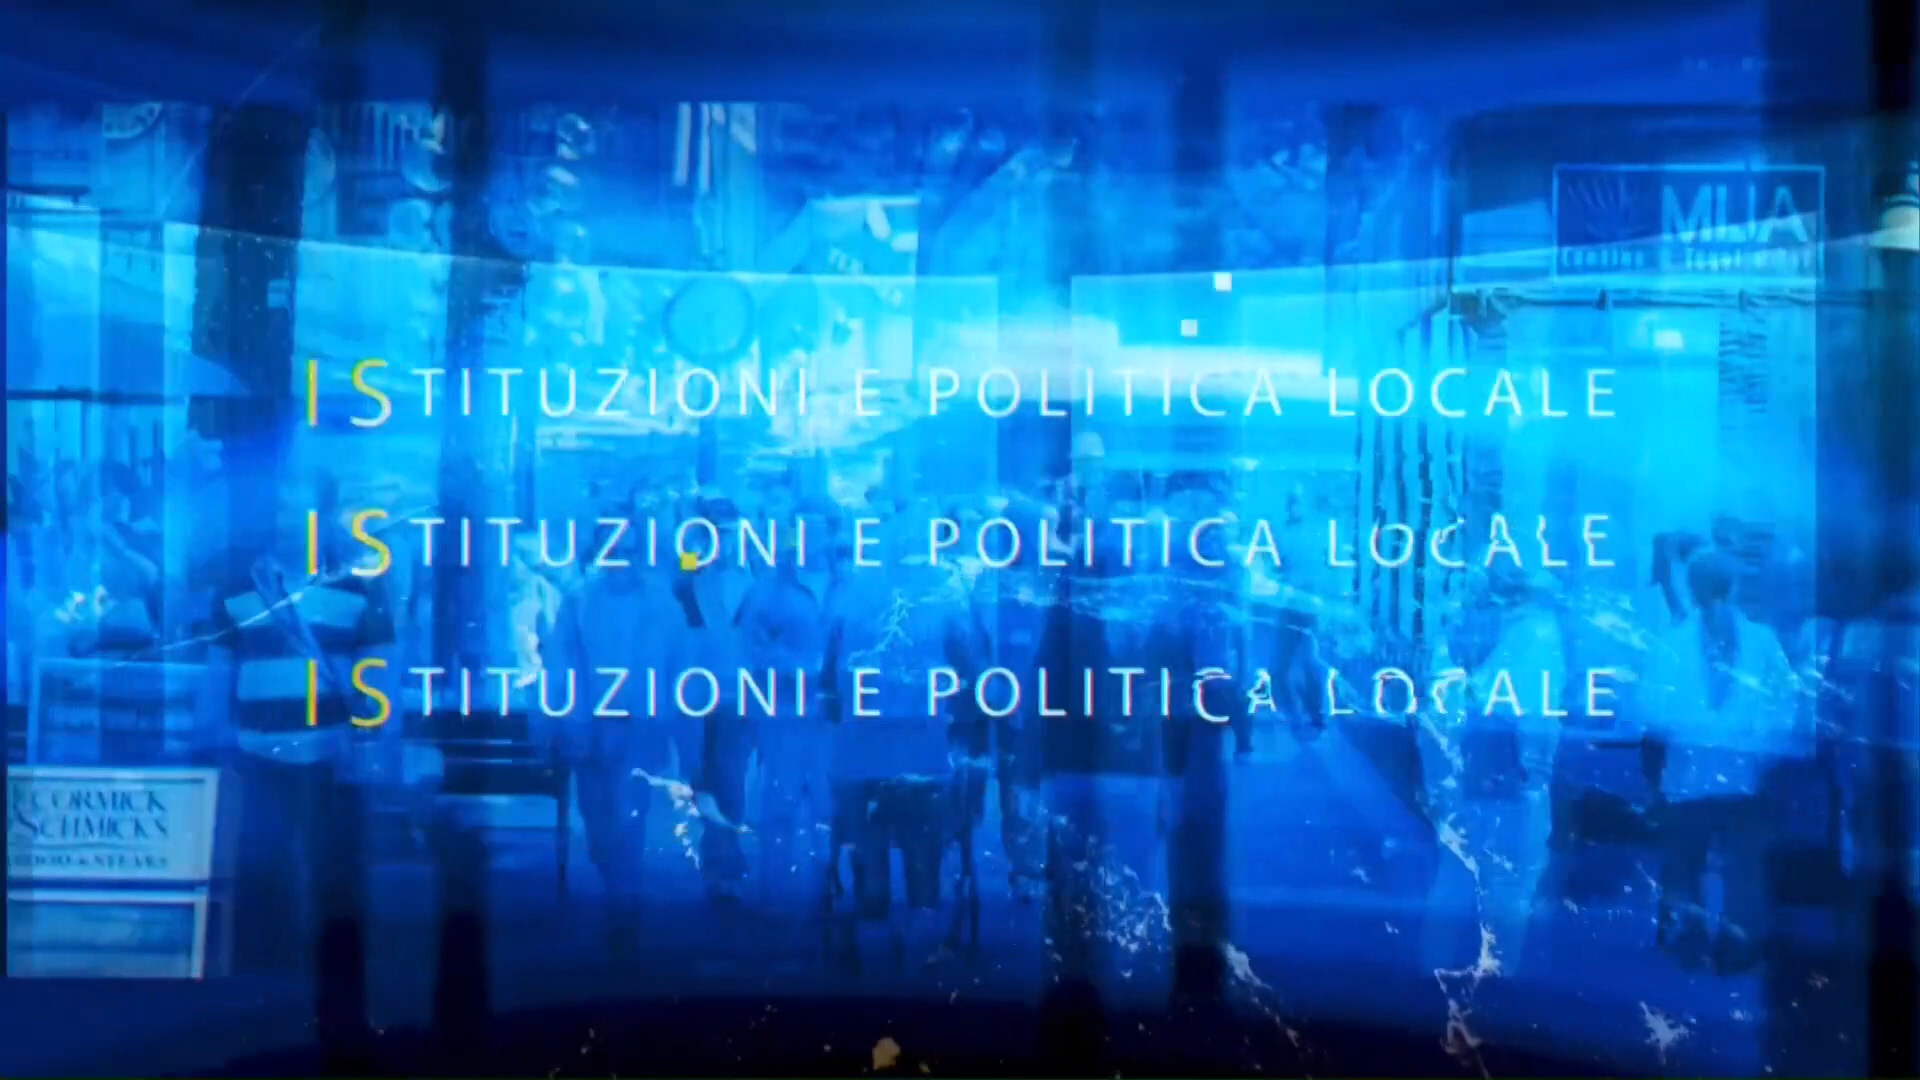 MUA
ISTITUZIONI E POLITICA LOCALE
ISTITUZIONI E POLITICA LOCALE
ISTITUZIONI E POLITICA LOCALE
CORMICK
SCHMICKS